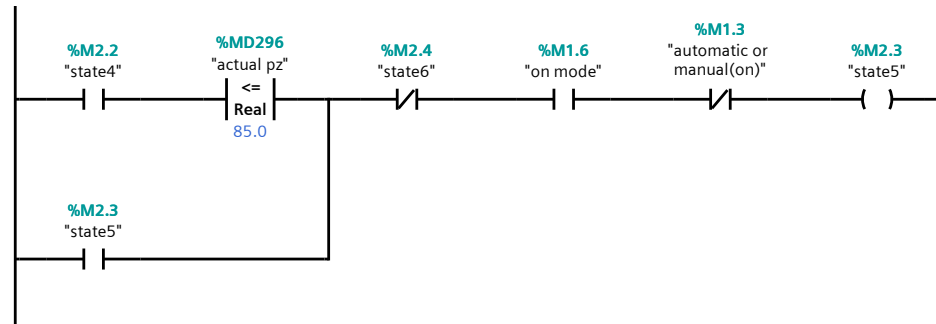 %M2.2
"state4"
%MD296
"actual pz"
<=
Real
85.0
%M2.4
"state6"
%M1.6
"on mode"
%M1.3
"automatic or
manual(on)"
%M2.3
"state5"
%M2.3
"state5"